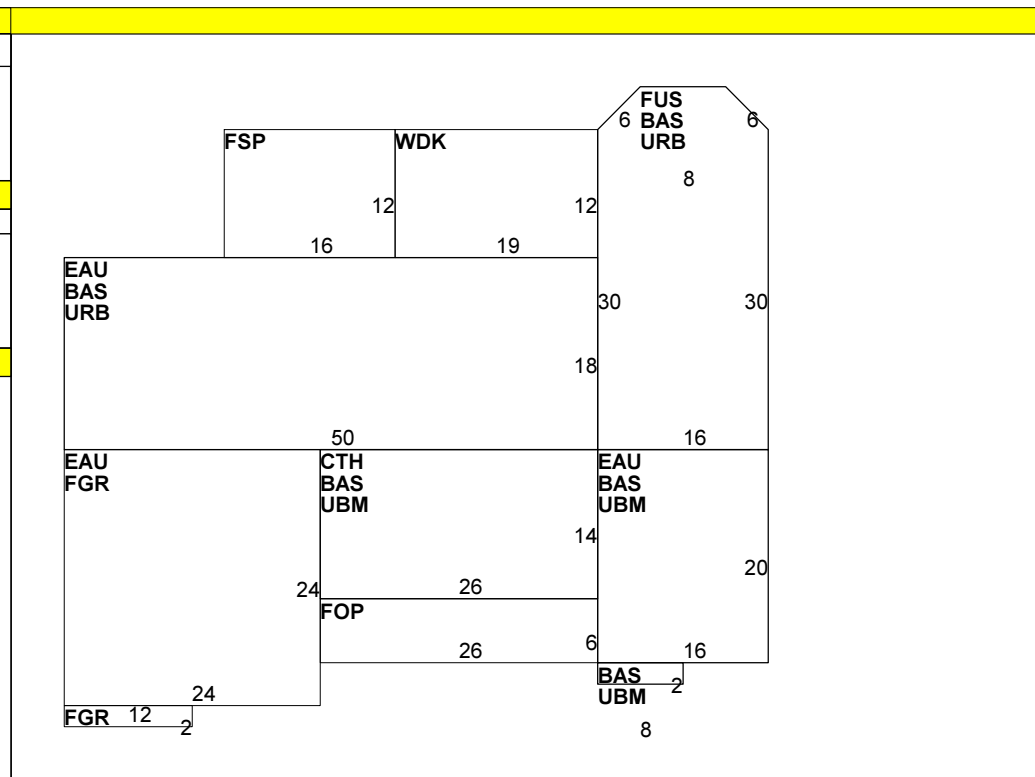 FUS
6 BAS 6
URB
FSP WDK
8
12 12
16 19
EAU
BAS
URB
30 30
18
50 16
EAU CTH EAU
FGR BAS BAS
UBM UBM
14
20
24 26
FOP
6
26 16
BAS
2
UBM
24
FGR 12
2
8